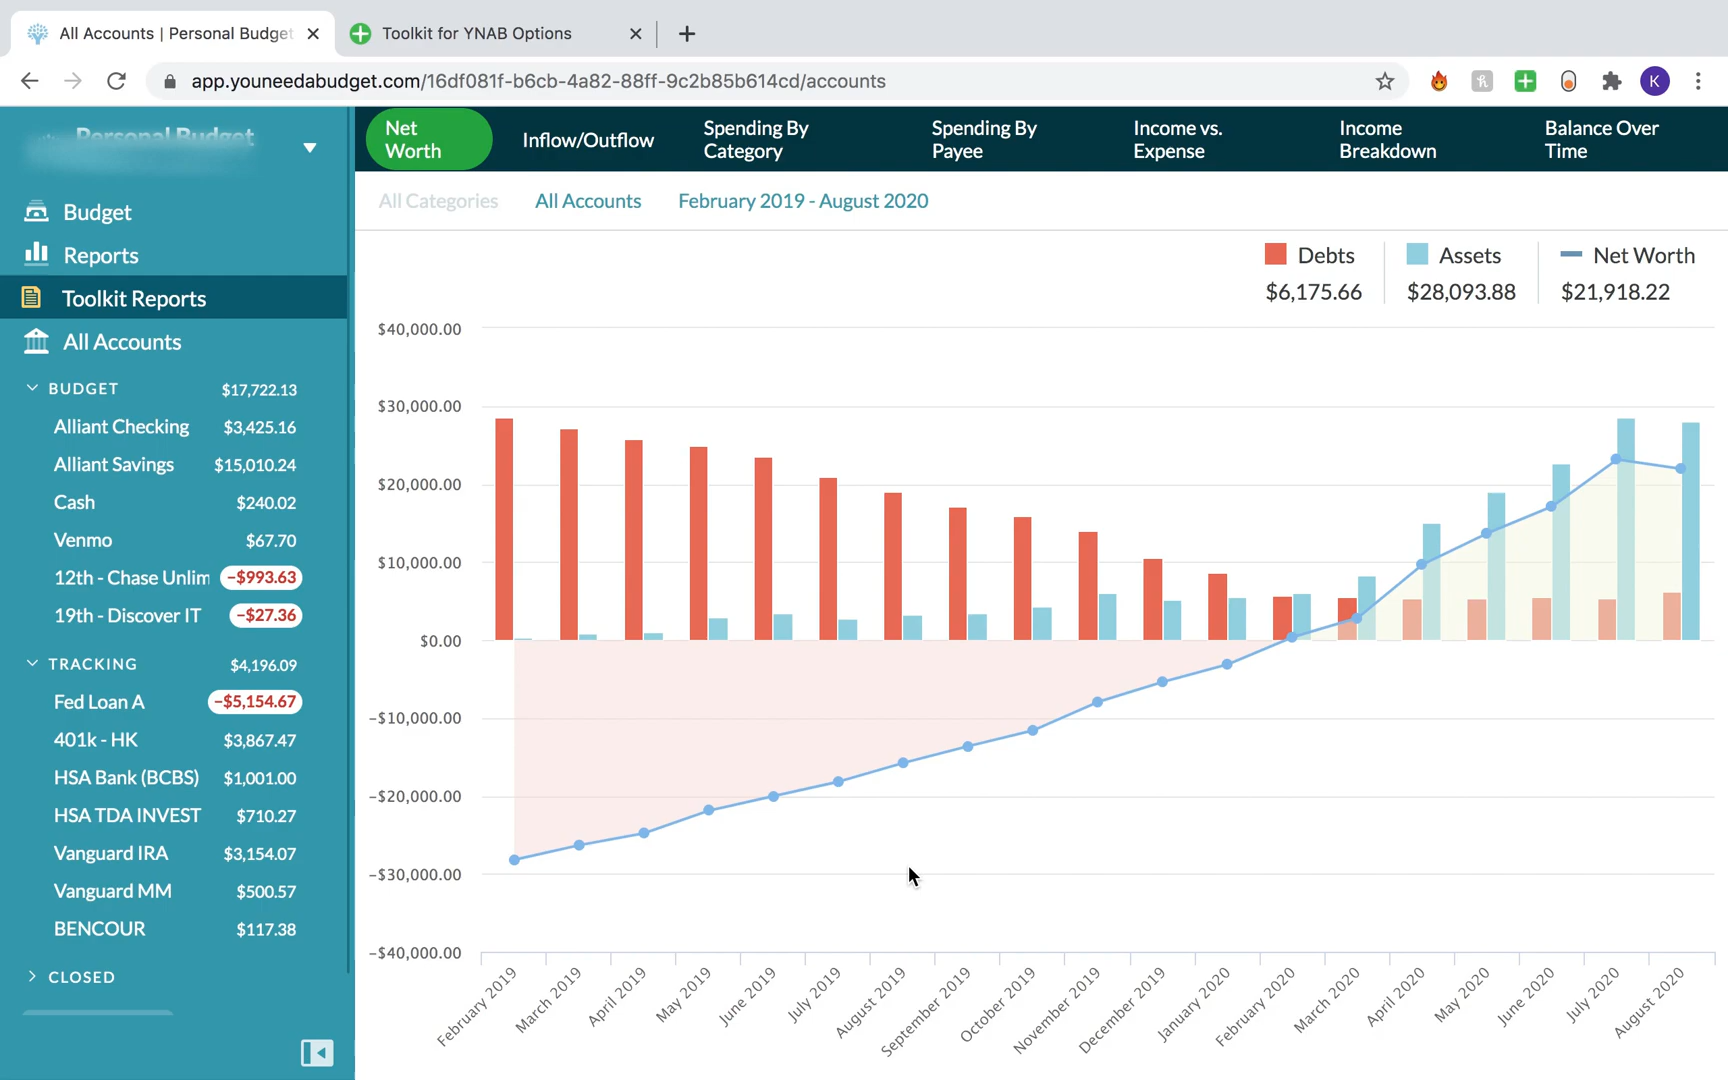 All Accounts | Personal Budget
Toolkit for YNAB Options
app.youneedabudget.com/16df081f-b6cb-4a82-88ff-9c2b85b614cd/accounts
K
Personal Budget
Budget
Reports
Toolkit Reports
All Accounts
BUDGET $17,722.13
Alliant Checking $3,425.16
Alliant Savings $15,010.24
Cash $240.02
Venmo $67.70
12th - Chase Unlim -$993.63
19th - Discover IT -$27.36
TRACKING $4,196.09
Fed Loan A -$5,154.67
401k - HK $3,867.47
HSA Bank (BCBS) $1,001.00
HSA TDA INVEST $710.27
Vanguard IRA $3,154.07
Vanguard MM $500.57
BENCOUR $117.38
CLOSED
Net Worth
Inflow/Outflow
Spending By Category
Spending By Payee
Income vs. Expense
Income Breakdown
Balance Over Time
All Categories All Accounts February 2019 - August 2020
Debts $6,175.66
Assets $28,093.88
Net Worth $21,918.22
$40,000.00
$30,000.00
$20,000.00
$10,000.00
$0.00
-$10,000.00
-$20,000.00
-$30,000.00
-$40,000.00
February 2019
March 2019
April 2019
May 2019
June 2019
July 2019
August 2019
September 2019
October 2019
November 2019
December 2019
January 2020
February 2020
March 2020
April 2020
May 2020
June 2020
July 2020
August 2020